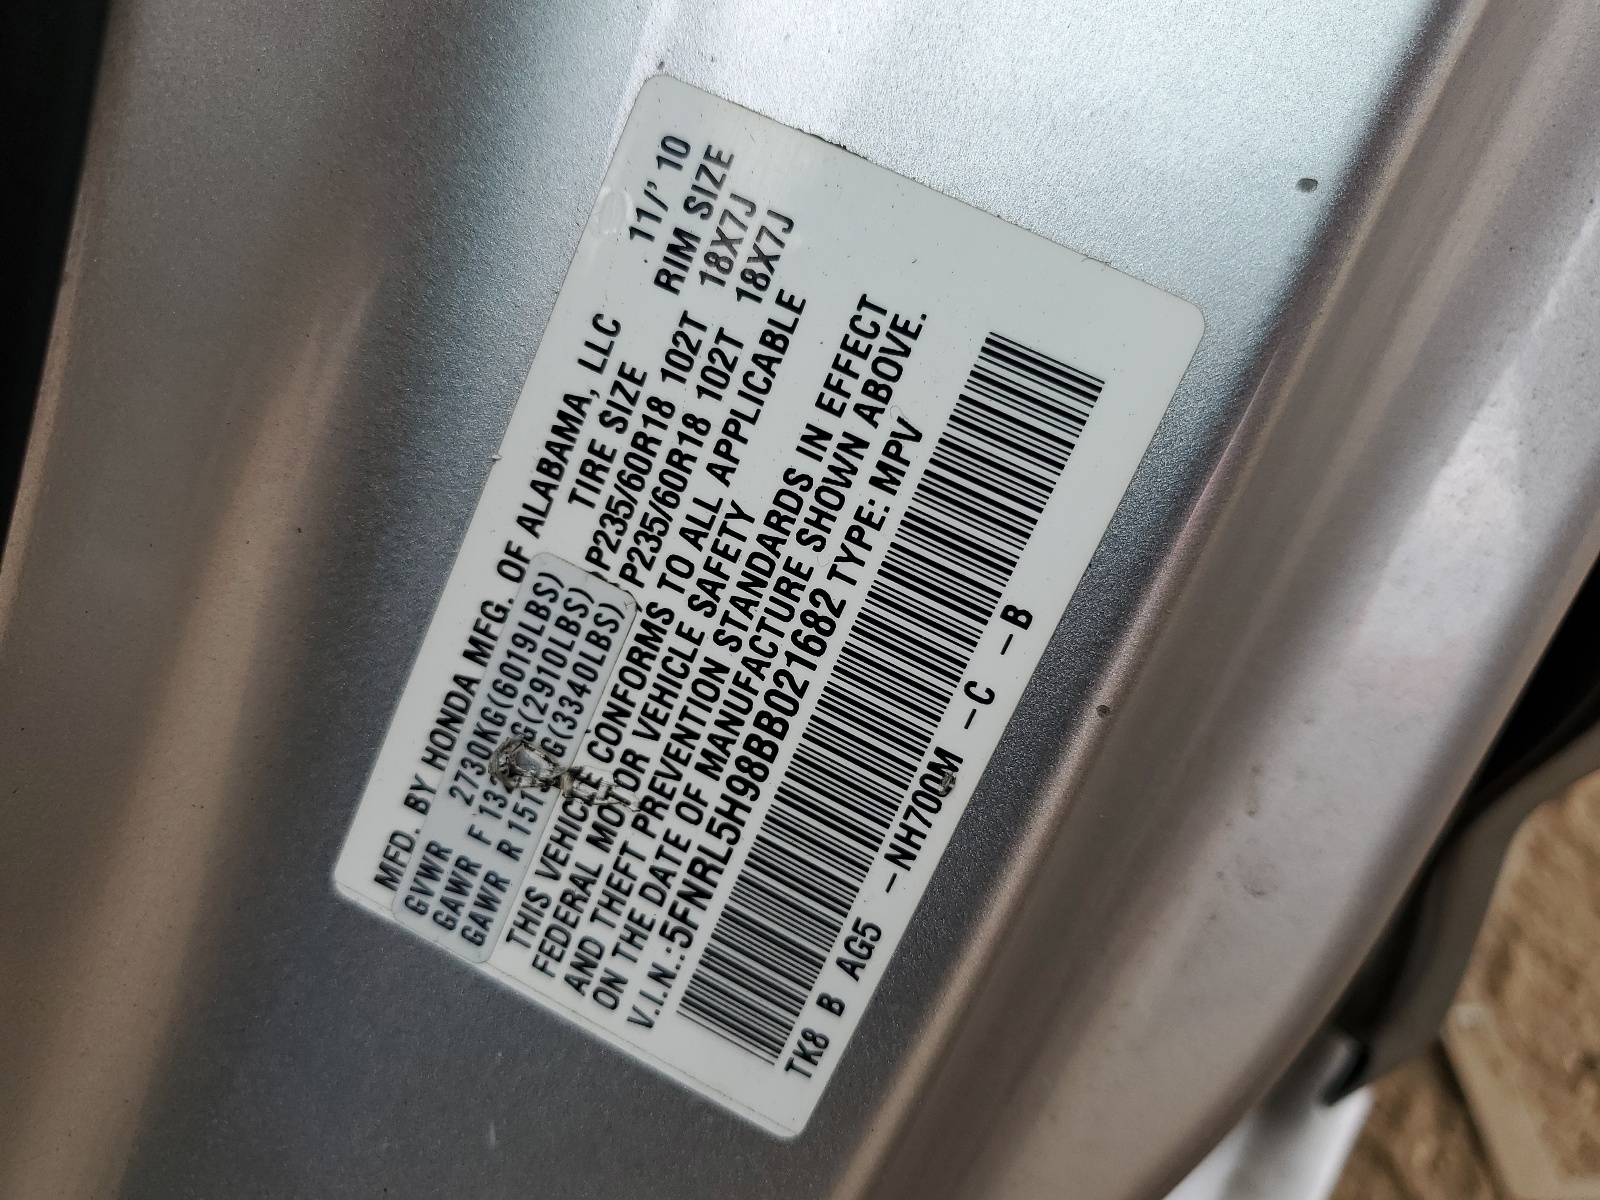 MFD. BY HONDA MFG. OF ALABAMA, LLC 11/' 10
GVWR 2730KG(6019LBS) TIRE SIZE RIM SIZE
GAWR F G(2910LBS) P235/60R18 102T 18X7J
GAWR R G(3340LBS) P235/60R18 102T 18X7J
THIS VEHICLE CONFORMS TO ALL APPLICABLE
FEDERAL MOTOR VEHICLE SAFETY
AND THEFT PREVENTION STANDARDS IN EFFECT
ON THE DATE OF MANUFACTURE SHOWN ABOVE.
V.I.N.:5FNRL5H98BB021682 TYPE: MPV
TK8 B AG5 -NH700M -C -B